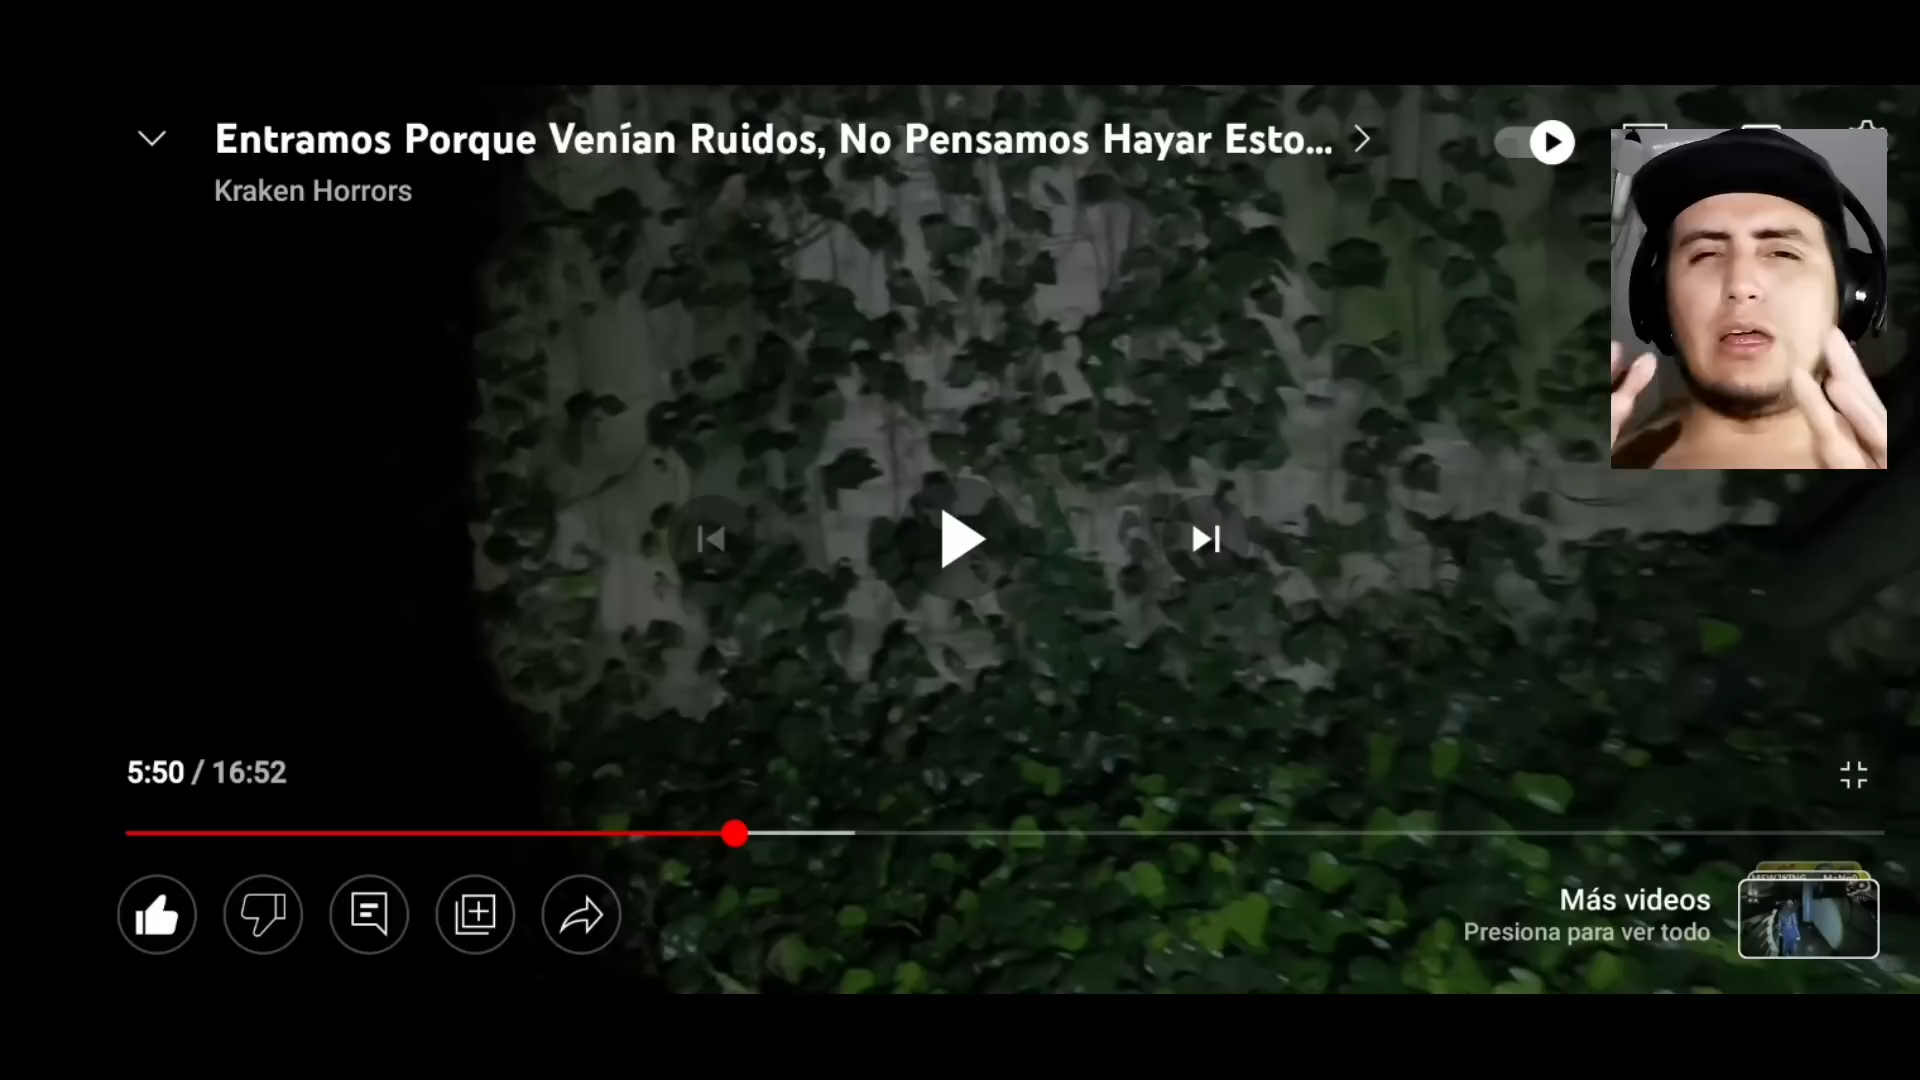 Entramos Porque Venían Ruidos, No Pensamos Hayar Esto...
Kraken Horrors
5:50 / 16:52
Más videos
Presiona para ver todo